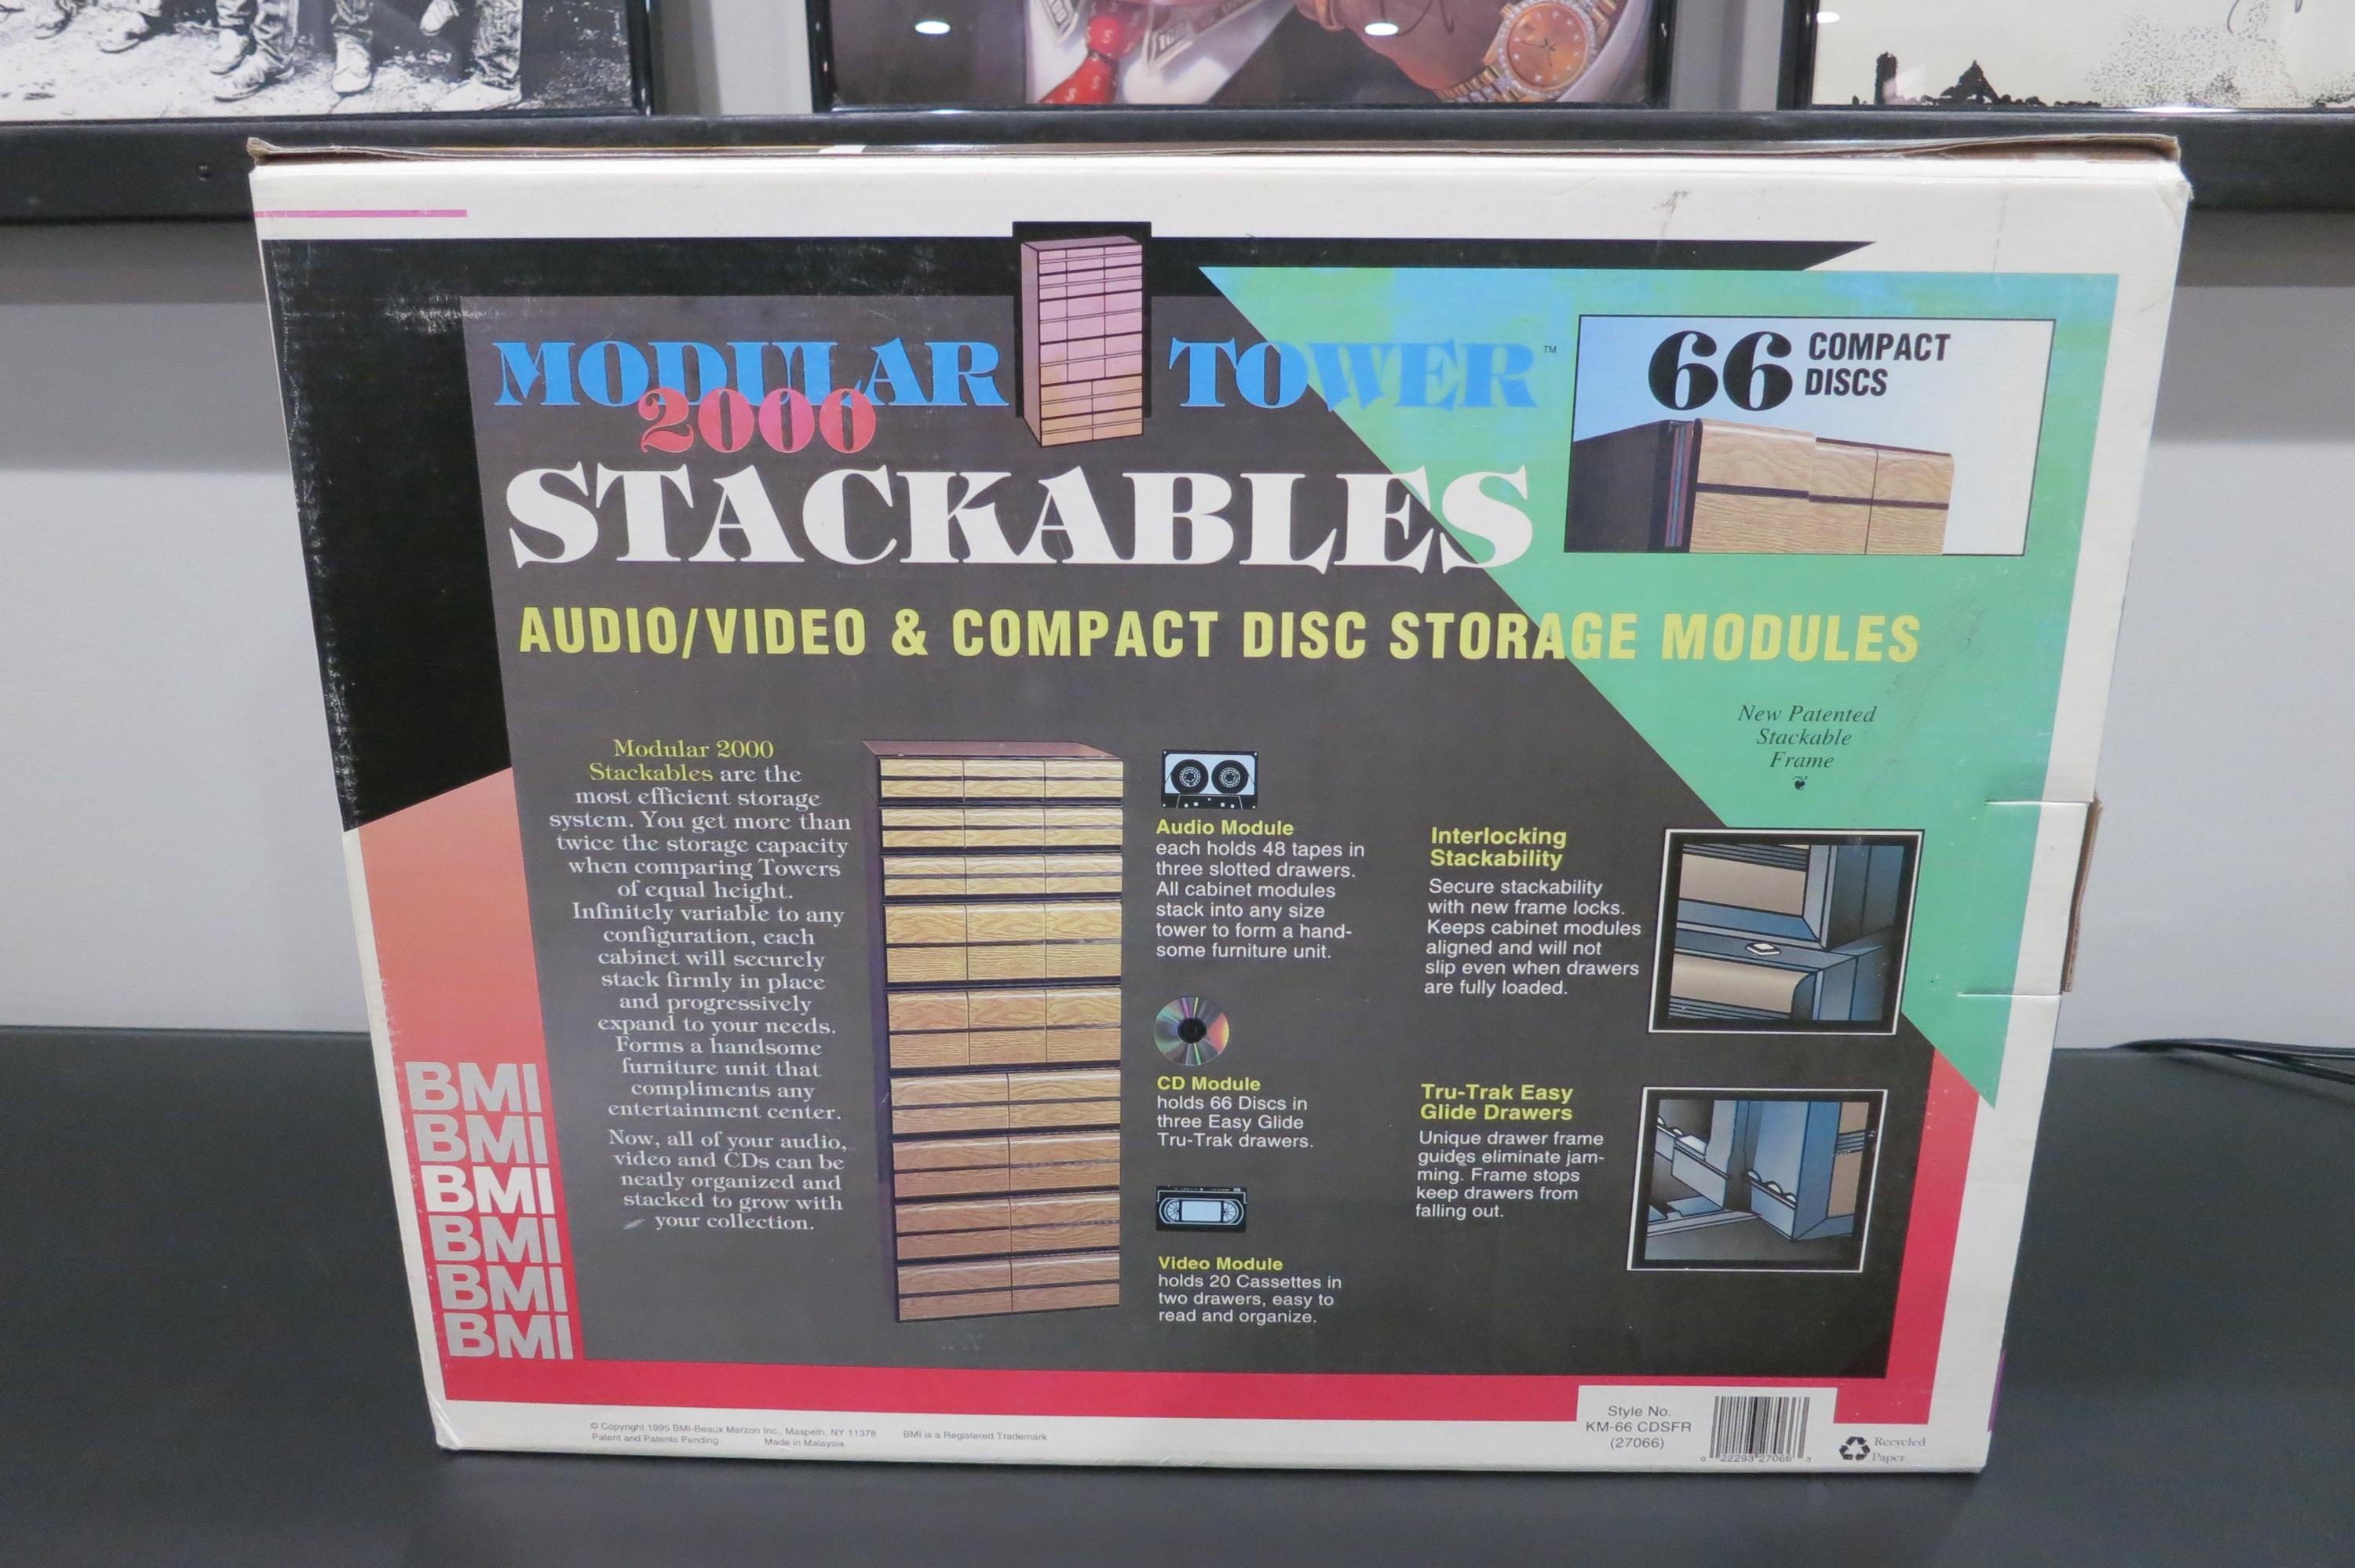 MODULAR TOWER™
2000
STACKABLES
66 COMPACT
DISCS
AUDIO/VIDEO & COMPACT DISC STORAGE MODULES
New Patented
Stackable
Frame
Modular 2000
Stackables are the
most efficient storage
system. You get more than
twice the storage capacity
when comparing Towers
of equal height.
Infinitely variable to any
configuration, each
cabinet will securely
stack firmly in place
and progressively
expand to your needs.
Forms a handsome
furniture unit that
compliments any
entertainment center.
Now, all of your audio,
video and CDs can be
neatly organized and
stacked to grow with
your collection.
Audio Module
each holds 48 tapes in
three slotted drawers.
All cabinet modules
stack into any size
tower to form a hand-
some furniture unit.
CD Module
holds 66 Discs in
three Easy Glide
Tru-Trak drawers.
Video Module
holds 20 Cassettes in
two drawers, easy to
read and organize.
Interlocking
Stackability
Secure stackability
with new frame locks.
Keeps cabinet modules
aligned and will not
slip even when drawers
are fully loaded.
Tru-Trak Easy
Glide Drawers
Unique drawer frame
guides eliminate jam-
ming. Frame stops
keep drawers from
falling out.
BMI
BMI
BMI
BMI
BMI
BMI
© Copyright 1995 BMI-Beaux Merzon Inc., Maspeth, NY 11378 BMI is a Registered Trademark
Patent and Patents Pending Made in Malaysia
Style No.
KM-66 CDSFR
(27066)
0 22293 27066 3
Recycled
Paper